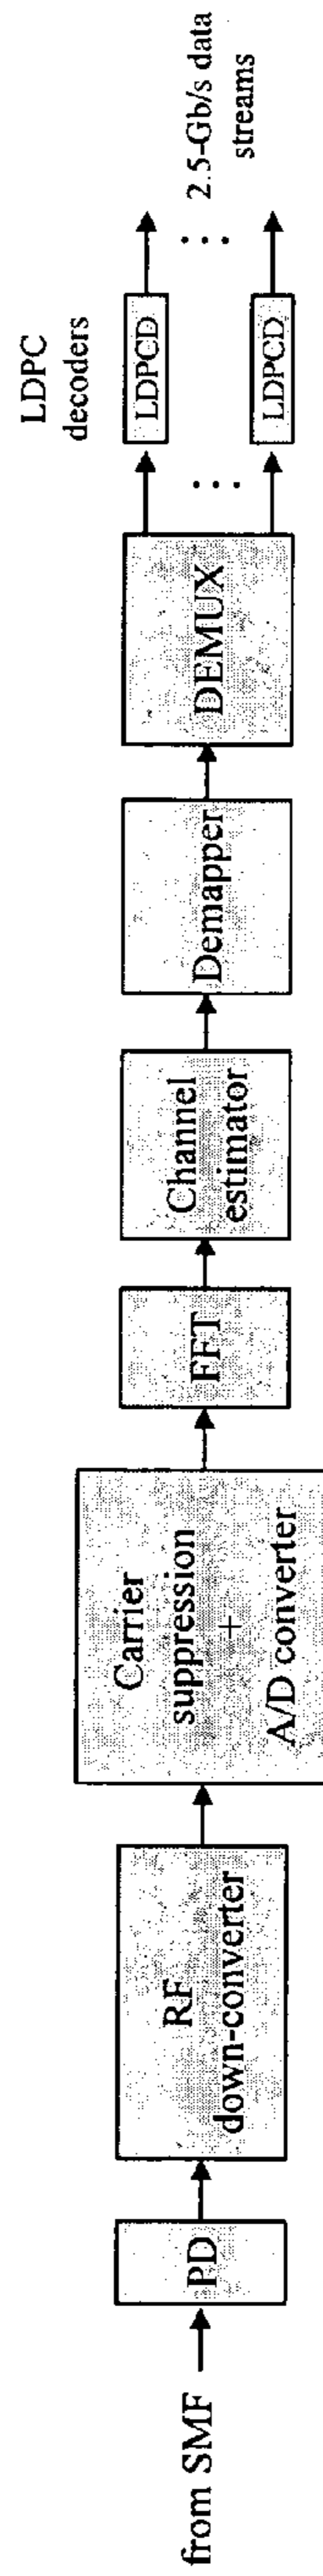 from SMF
PD
RF
down-converter
Carrier
suppression
+
A/D converter
FFT
Channel
estimator
Demapper
DEMUX
LDPC
decoders
LDPCD
...
LDPCD
...
2.5-Gb/s data
streams